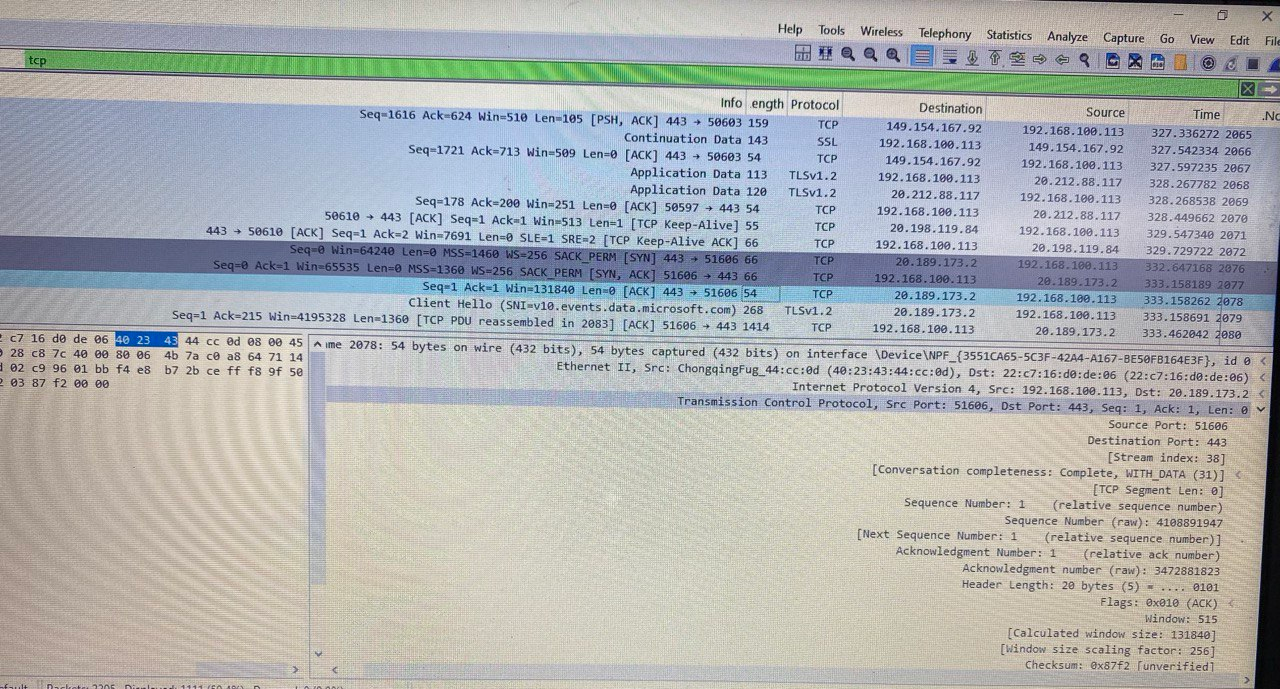 Help Tools Wireless Telephony Statistics Analyze Capture Go View Edit File
tcp
Info ength Protocol Destination Source Time No.
Seq=1616 Ack=624 Win=510 Len=105 [PSH, ACK] 443 → 50603 159 TCP 149.154.167.92 192.168.100.113 327.336272 2065
Continuation Data 143 SSL 192.168.100.113 149.154.167.92 327.542334 2066
Seq=1721 Ack=713 Win=509 Len=0 [ACK] 443 → 50603 54 TCP 149.154.167.92 192.168.100.113 327.597235 2067
Application Data 113 TLSv1.2 192.168.100.113 20.212.88.117 328.267782 2068
Application Data 120 TLSv1.2 20.212.88.117 192.168.100.113 328.268538 2069
Seq=178 Ack=200 Win=251 Len=0 [ACK] 50597 → 443 54 TCP 192.168.100.113 20.212.88.117 328.449662 2070
50610 → 443 [ACK] Seq=1 Ack=1 Win=513 Len=1 [TCP Keep-Alive] 55 TCP 20.198.119.84 192.168.100.113 329.547340 2071
443 → 50610 [ACK] Seq=1 Ack=2 Win=7691 Len=0 SLE=1 SRE=2 [TCP Keep-Alive ACK] 66 TCP 192.168.100.113 20.198.119.84 329.729722 2072
Seq=0 Win=64240 Len=0 MSS=1460 WS=256 SACK_PERM [SYN] 443 → 51606 66 TCP 20.189.173.2 192.168.100.113 332.647168 2076
Seq=0 Ack=1 Win=65535 Len=0 MSS=1360 WS=256 SACK_PERM [SYN, ACK] 51606 → 443 66 TCP 192.168.100.113 20.189.173.2 333.158189 2077
Seq=1 Ack=1 Win=131840 Len=0 [ACK] 443 → 51606 54 TCP 20.189.173.2 192.168.100.113 333.158262 2078
Client Hello (SNI=v10.events.data.microsoft.com) 268 TLSv1.2 20.189.173.2 192.168.100.113 333.158691 2079
Seq=1 Ack=215 Win=4195328 Len=1360 [TCP PDU reassembled in 2083] [ACK] 51606 → 443 1414 TCP 192.168.100.113 20.189.173.2 333.462042 2080
c7 16 d0 de 06 40 23 43 44 cc 0d 08 00 45
28 c8 7c 40 00 80 06 4b 7a c0 a8 64 71 14
02 c9 96 01 bb f4 e8 b7 2b ce ff f8 9f 50
03 87 f2 00 00
ame 2078: 54 bytes on wire (432 bits), 54 bytes captured (432 bits) on interface \Device\NPF_{3551CA65-5C3F-42A4-A167-BE50FB164E3F}, id 0
Ethernet II, Src: ChongqingFug_44:cc:0d (40:23:43:44:cc:0d), Dst: 22:c7:16:d0:de:06 (22:c7:16:d0:de:06)
Internet Protocol Version 4, Src: 192.168.100.113, Dst: 20.189.173.2
Transmission Control Protocol, Src Port: 51606, Dst Port: 443, Seq: 1, Ack: 1, Len: 0
Source Port: 51606
Destination Port: 443
[Stream index: 38]
[Conversation completeness: Complete, WITH_DATA (31)]
[TCP Segment Len: 0]
Sequence Number: 1 (relative sequence number)
Sequence Number (raw): 4108891947
[Next Sequence Number: 1 (relative sequence number)]
Acknowledgment Number: 1 (relative ack number)
Acknowledgment number (raw): 3472881823
Header Length: 20 bytes (5) = .... 0101
Flags: 0x010 (ACK)
Window: 515
[Calculated window size: 131840]
[Window size scaling factor: 256]
Checksum: 0x87f2 [unverified]